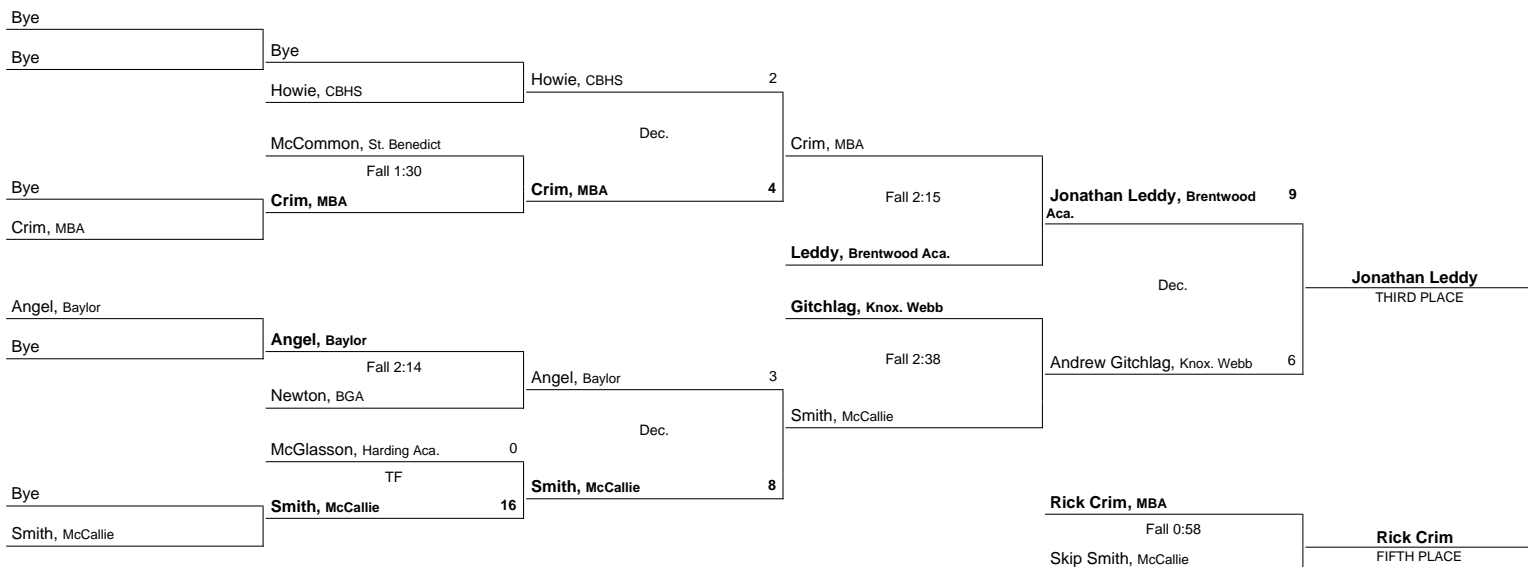 Bye
Bye
Bye
Howie, CBHS
Howie, CBHS 2
Dec.
McCommon, St. Benedict
Fall 1:30
Crim, MBA
Bye
Crim, MBA
Crim, MBA 4
Crim, MBA
Fall 2:15
Leddy, Brentwood Aca.
Jonathan Leddy, Brentwood 9
Aca.
Dec.
Jonathan Leddy
THIRD PLACE
Angel, Baylor
Bye
Angel, Baylor
Fall 2:14
Newton, BGA
Angel, Baylor 3
Dec.
Gitchlag, Knox. Webb
Fall 2:38
Smith, McCallie
Andrew Gitchlag, Knox. Webb 6
McGlasson, Harding Aca. 0
TF
Smith, McCallie 16
Smith, McCallie 8
Bye
Smith, McCallie
Rick Crim, MBA
Fall 0:58
Skip Smith, McCallie
Rick Crim
FIFTH PLACE